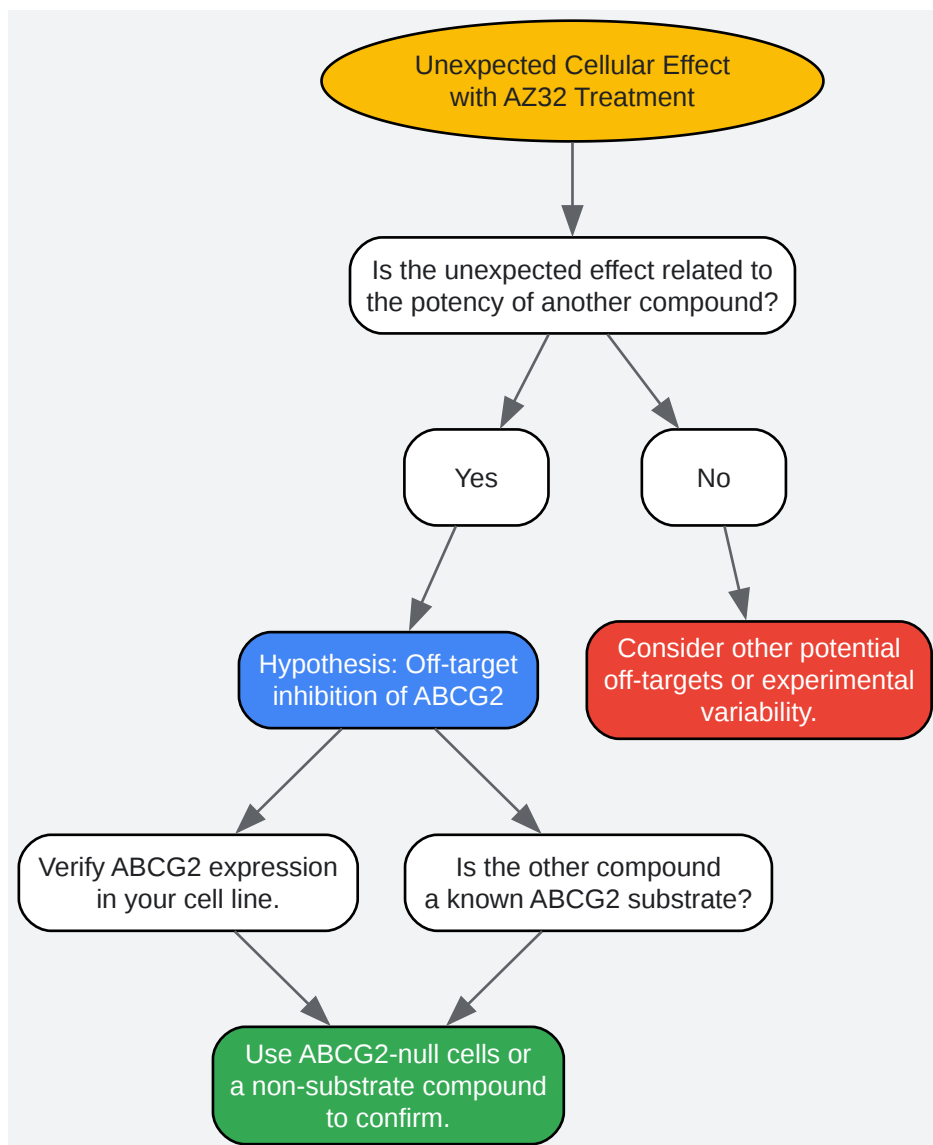 Unexpected Cellular Effect
with AZ32 Treatment
Is the unexpected effect related to
the potency of another compound?
Yes
No
Hypothesis: Off-target
inhibition of ABCG2
Consider other potential
off-targets or experimental
variability.
Verify ABCG2 expression
in your cell line.
Is the other compound
a known ABCG2 substrate?
Use ABCG2-null cells or
a non-substrate compound
to confirm.